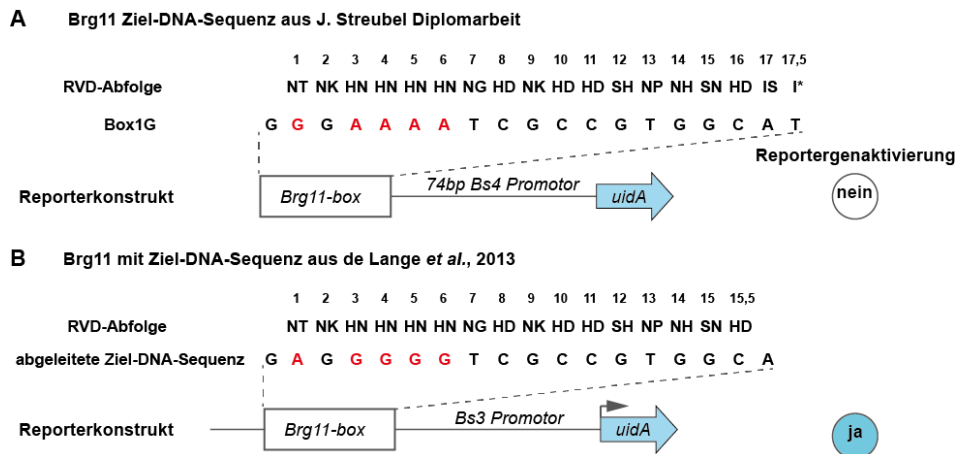 A Brg11 Ziel-DNA-Sequenz aus J. Streubel Diplomarbeit
1 2 3 4 5 6 7 8 9 10 11 12 13 14 15 16 17 17,5
RVD-Abfolge NT NK HN HN HN HN NG HD NK HD HD SH NP NH SN HD IS I*
Box1G G G G A A A A T C G C C G T G G C A T
Reportergenaktivierung
Reporterkonstrukt Brg11-box 74bp Bs4 Promotor uidA nein
B Brg11 mit Ziel-DNA-Sequenz aus de Lange et al., 2013
1 2 3 4 5 6 7 8 9 10 11 12 13 14 15 15,5
RVD-Abfolge NT NK HN HN HN HN NG HD NK HD HD SH NP NH SN HD
abgeleitete Ziel-DNA-Sequenz G A G G G G G T C G C C G T G G C A
Reporterkonstrukt Brg11-box Bs3 Promotor uidA ja